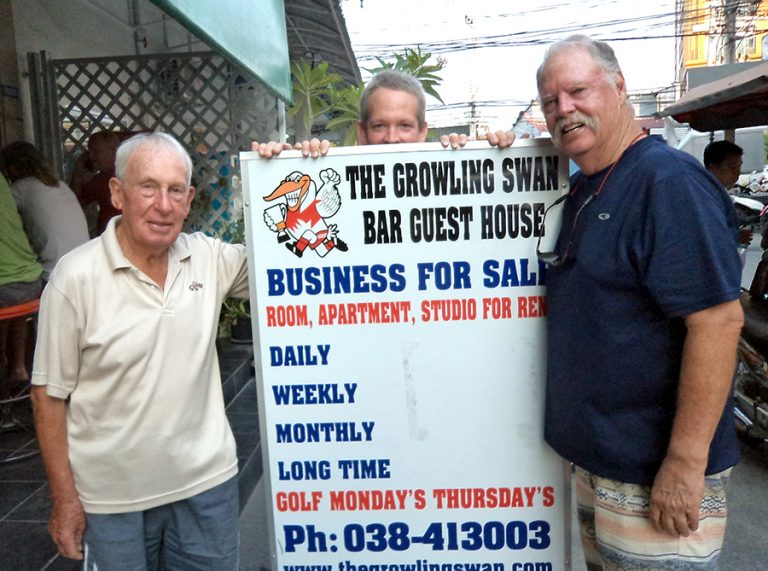 THE GROWLING SWAN
BAR GUEST HOUSE
BUSINESS FOR SAL
ROOM, APARTMENT, STUDIO FOR REN
DAILY
WEEKLY
MONTHLY
LONG TIME
GOLF MONDAY'S THURSDAY'S
Ph: 038-413003
www.thegrowlingswan.com